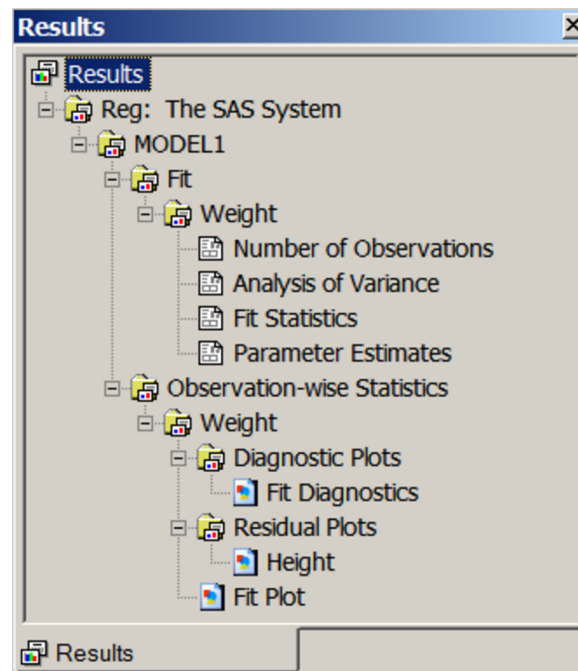 Results
Results
Reg: The SAS System
MODEL1
Fit
Weight
Number of Observations
Analysis of Variance
Fit Statistics
Parameter Estimates
Observation-wise Statistics
Weight
Diagnostic Plots
Fit Diagnostics
Residual Plots
Height
Fit Plot
Results